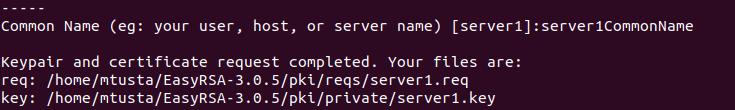 -----
Common Name (eg: your user, host, or server name) [server1]:server1CommonName
Keypair and certificate request completed. Your files are:
req: /home/mtusta/EasyRSA-3.0.5/pki/reqs/server1.req
key: /home/mtusta/EasyRSA-3.0.5/pki/private/server1.key